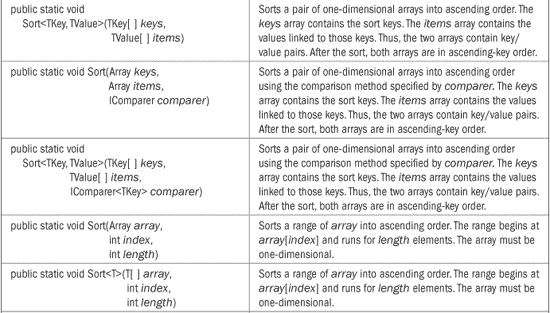 public static void
Sort<TKey, TValue>(TKey[ ] keys,
TValue[ ] items)
Sorts a pair of one-dimensional arrays into ascending order. The
keys array contains the sort keys. The items array contains the
values linked to those keys. Thus, the two arrays contain key/
value pairs. After the sort, both arrays are in ascending-key order.
public static void Sort(Array keys,
Array items,
IComparer comparer)
Sorts a pair of one-dimensional arrays into ascending order
using the comparison method specified by comparer. The keys
array contains the sort keys. The items array contains the values
linked to those keys. Thus, the two arrays contain key/value pairs.
After the sort, both arrays are in ascending-key order.
public static void
Sort<TKey, TValue>(TKey[ ] keys,
TValue[ ] items,
IComparer<TKey> comparer)
Sorts a pair of one-dimensional arrays into ascending order
using the comparison method specified by comparer. The keys
array contains the sort keys. The items array contains the values
linked to those keys. Thus, the two arrays contain key/value pairs.
After the sort, both arrays are in ascending-key order.
public static void Sort(Array array,
int index,
int length)
Sorts a range of array into ascending order. The range begins at
array[index] and runs for length elements. The array must be
one-dimensional.
public static void Sort<T>(T[ ] array,
int index,
int length)
Sorts a range of array into ascending order. The range begins at
array[index] and runs for length elements. The array must be
one-dimensional.